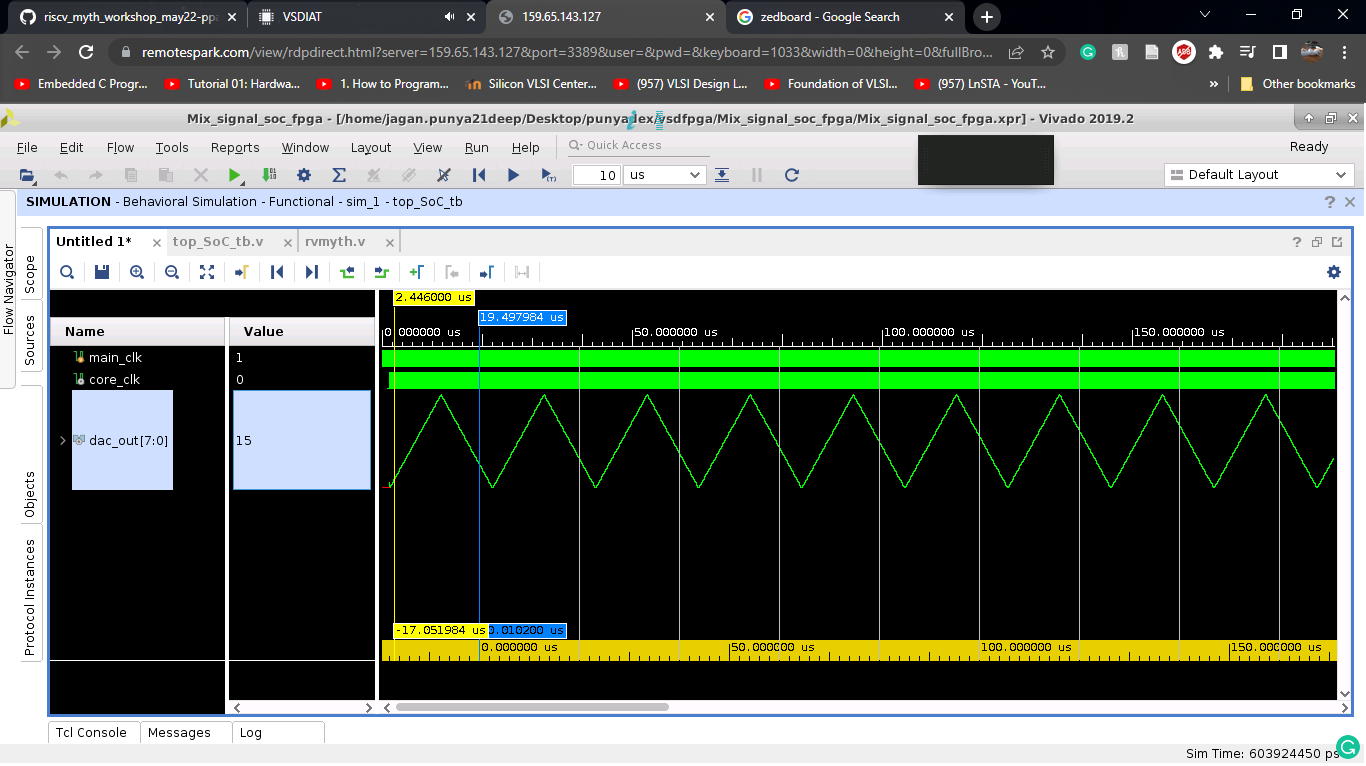 riscv_myth_workshop_may22-pp
VSDIAT
159.65.143.127
zedboard - Google Search
remotespark.com/view/rdpdirect.html?server=159.65.143.127&port=3389&user=&pwd=&keyboard=1033&width=0&height=0&fullBro...
Embedded C Progr...
Tutorial 01: Hardwa...
1. How to Program...
Silicon VLSI Center...
(957) VLSI Design L...
Foundation of VLSI...
(957) LnSTA - YouT...
»
Other bookmarks
Mix_signal_soc_fpga - [/home/jagan.punya21deep/Desktop/punyadex/vsdfpga/Mix_signal_soc_fpga/Mix_signal_soc_fpga.xpr] - Vivado 2019.2
File Edit Flow Tools Reports Window Layout View Run Help
Quick Access
Ready
10 us
Default Layout
SIMULATION - Behavioral Simulation - Functional - sim_1 - top_SoC_tb
? ×
Flow Navigator
Scope
Sources
Objects
Protocol Instances
Untitled 1*
top_SoC_tb.v
rvmyth.v
2.446000 us
19.497984 us
0.000000 us 50.000000 us 100.000000 us 150.000000 us
Name Value
main_clk 1
core_clk 0
dac_out[7:0] 15
-17.051984 us
0.010200 us
0.000000 us 50.000000 us 100.000000 us 150.000000 us
Tcl Console
Messages
Log
Sim Time: 603924450 ps